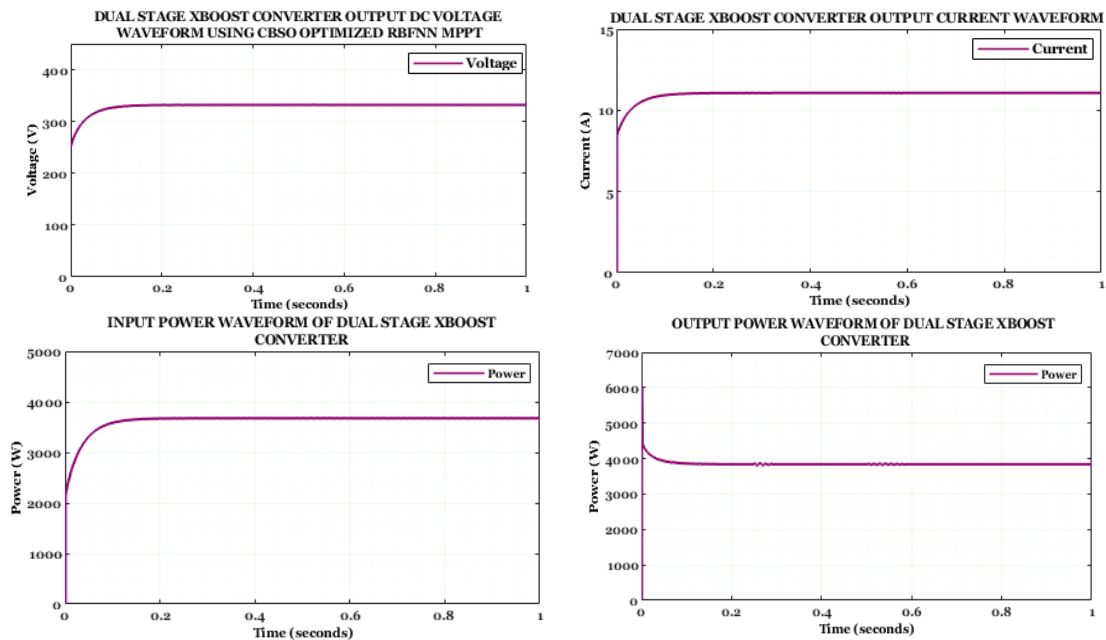 DUAL STAGE XBOOST CONVERTER OUTPUT DC VOLTAGE
WAVEFORM USING CBSO OPTIMIZED RBFNN MPPT
Voltage
Voltage (V)
400
300
200
100
0
0 0.2 0.4 0.6 0.8 1
Time (seconds)
DUAL STAGE XBOOST CONVERTER OUTPUT CURRENT WAVEFORM
Current
Current (A)
15
10
5
0
0 0.2 0.4 0.6 0.8 1
Time (seconds)
INPUT POWER WAVEFORM OF DUAL STAGE XBOOST
CONVERTER
Power
Power (W)
5000
4000
3000
2000
1000
0
0 0.2 0.4 0.6 0.8 1
Time (seconds)
OUTPUT POWER WAVEFORM OF DUAL STAGE XBOOST
CONVERTER
Power
Power (W)
7000
6000
5000
4000
3000
2000
1000
0
0 0.2 0.4 0.6 0.8 1
Time (seconds)